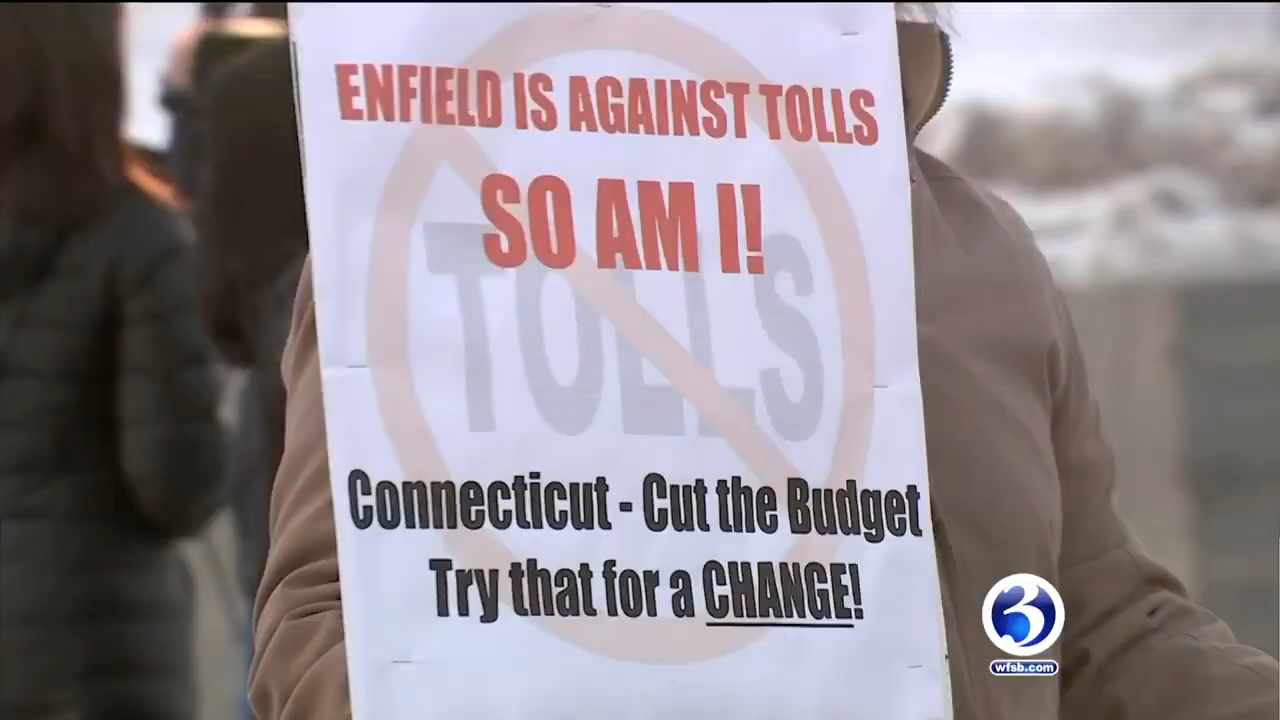 ENFIELD IS AGAINST TOLLS
SO AM I!
TOLLS
Connecticut - Cut the Budget
Try that for a CHANGE!
3
wfsb.com